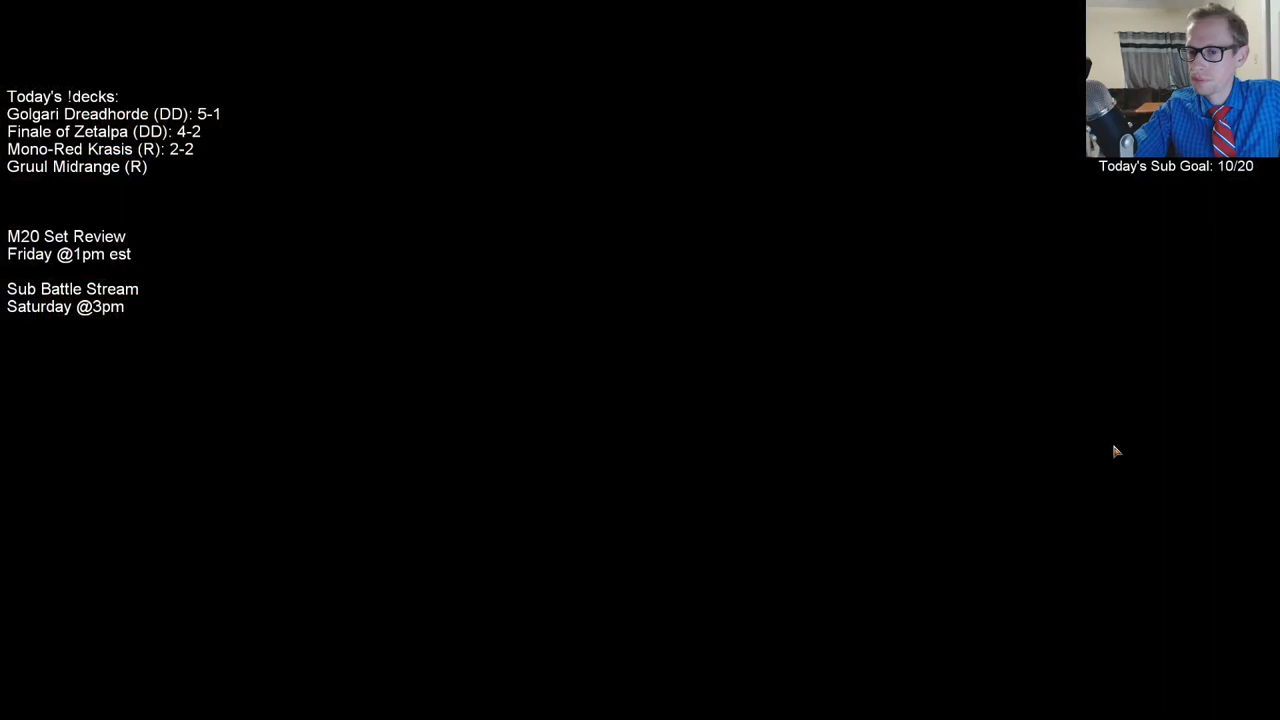 Today's !decks:
Golgari Dreadhorde (DD): 5-1
Finale of Zetalpa (DD): 4-2
Mono-Red Krasis (R): 2-2
Gruul Midrange (R)
M20 Set Review
Friday @1pm est
Sub Battle Stream
Saturday @3pm
Today's Sub Goal: 10/20